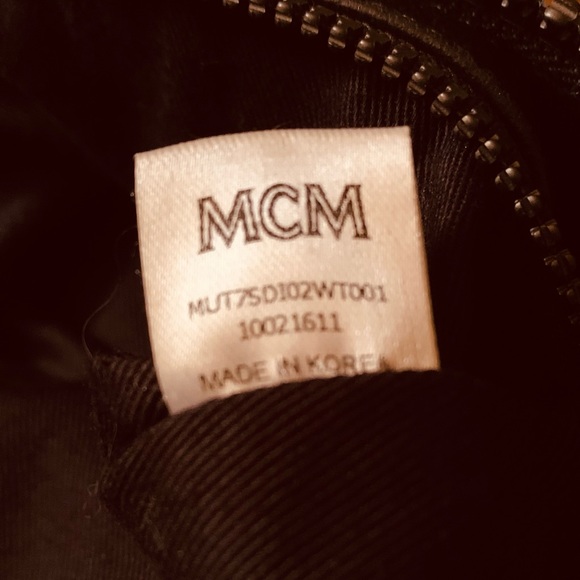 MCM
MUT7SDI02WT001
10021611
MADE IN KOREA